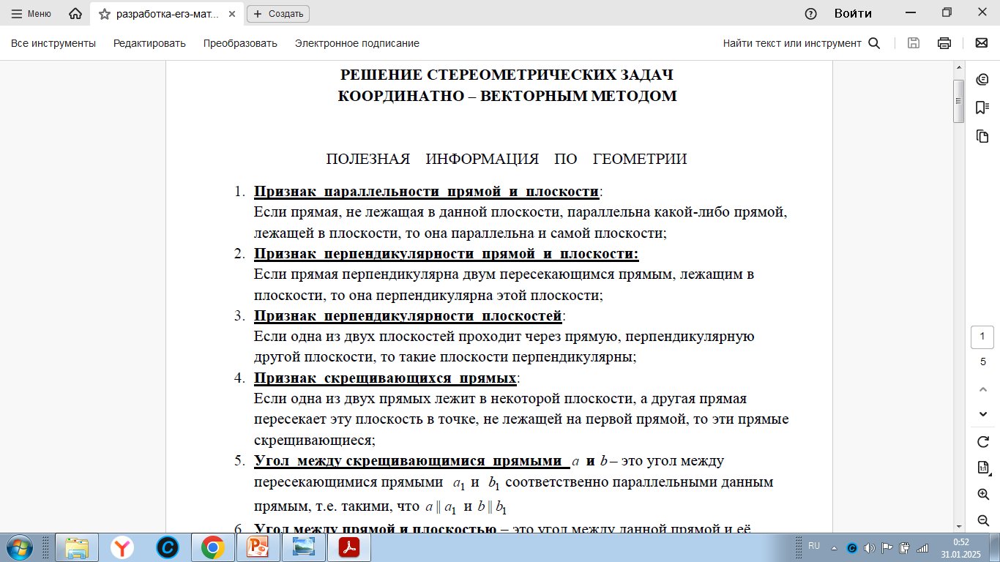 Меню
разработка-егэ-мат...
Создать
Войти
Все инструменты
Редактировать
Преобразовать
Электронное подписание
Найти текст или инструмент
РЕШЕНИЕ СТЕРЕОМЕТРИЧЕСКИХ ЗАДАЧ
КООРДИНАТНО – ВЕКТОРНЫМ МЕТОДОМ
ПОЛЕЗНАЯ ИНФОРМАЦИЯ ПО ГЕОМЕТРИИ
1. Признак параллельности прямой и плоскости:
Если прямая, не лежащая в данной плоскости, параллельна какой-либо прямой,
лежащей в плоскости, то она параллельна и самой плоскости;
2. Признак перпендикулярности прямой и плоскости:
Если прямая перпендикулярна двум пересекающимся прямым, лежащим в
плоскости, то она перпендикулярна этой плоскости;
3. Признак перпендикулярности плоскостей:
Если одна из двух плоскостей проходит через прямую, перпендикулярную
другой плоскости, то такие плоскости перпендикулярны;
4. Признак скрещивающихся прямых:
Если одна из двух прямых лежит в некоторой плоскости, а другая прямая
пересекает эту плоскость в точке, не лежащей на первой прямой, то эти прямые
скрещивающиеся;
5. Угол между скрещивающимися прямыми a и b – это угол между
пересекающимися прямыми a₁ и b₁ соответственно параллельными данным
прямым, т.е. такими, что a || a₁ и b || b₁
6. Угол между прямой и плоскостью – это угол между данной прямой и её
1
5
1:1
RU
0:52
31.01.2025